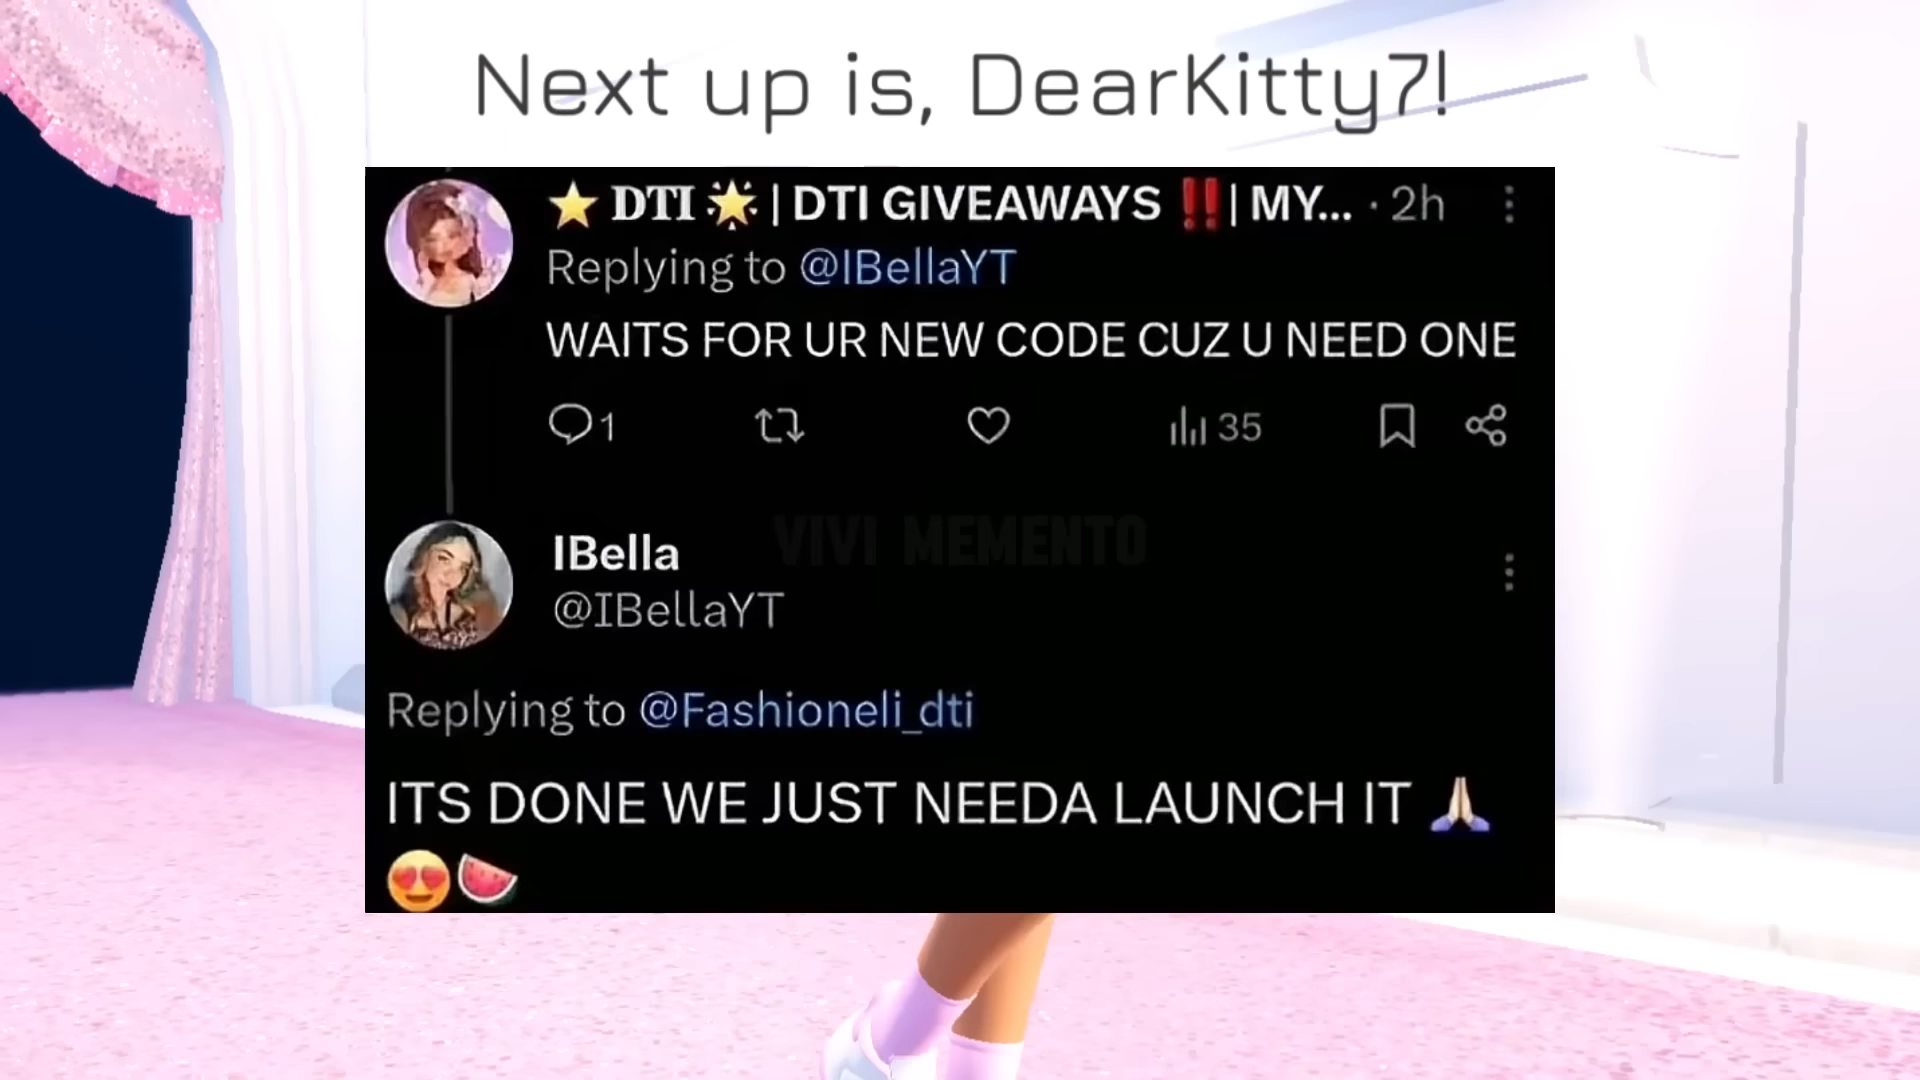 Next up is, DearKitty7!
⭐ DTI 🌟 | DTI GIVEAWAYS ‼️| MY... · 2h
Replying to @IBellaYT
WAITS FOR UR NEW CODE CUZ U NEED ONE
1 35
VIVI MEMENTO
IBella
@IBellaYT
Replying to @Fashioneli_dti
ITS DONE WE JUST NEEDA LAUNCH IT 🙏🏼
😍🍉